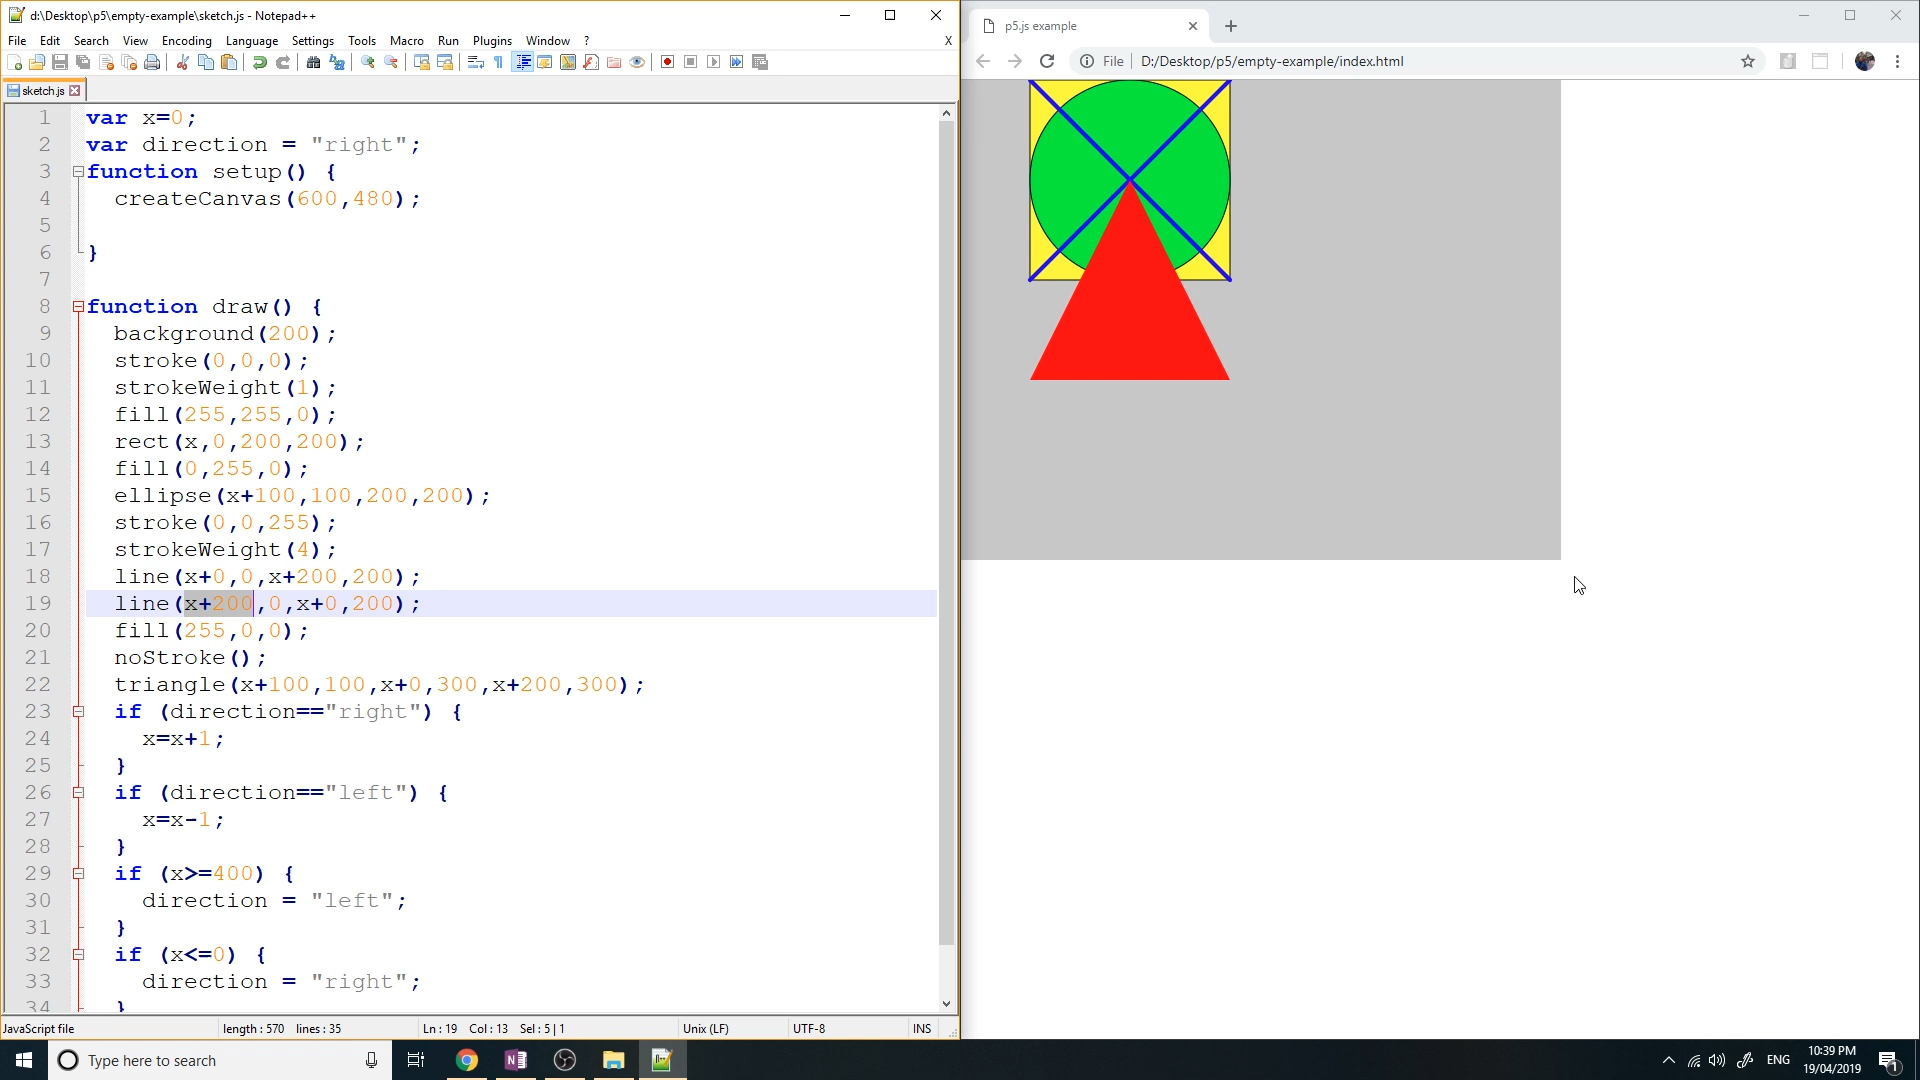 d:\Desktop\p5\empty-example\sketch.js - Notepad++
File Edit Search View Encoding Language Settings Tools Macro Run Plugins Window ? X
sketch.js
1 var x=0;
2 var direction = "right";
3 function setup() {
4   createCanvas(600,480);
5
6 }
7
8 function draw() {
9   background(200);
10   stroke(0,0,0);
11   strokeWeight(1);
12   fill(255,255,0);
13   rect(x,0,200,200);
14   fill(0,255,0);
15   ellipse(x+100,100,200,200);
16   stroke(0,0,255);
17   strokeWeight(4);
18   line(x+0,0,x+200,200);
19   line(x+200,0,x+0,200);
20   fill(255,0,0);
21   noStroke();
22   triangle(x+100,100,x+0,300,x+200,300);
23   if (direction=="right") {
24     x=x+1;
25   }
26   if (direction=="left") {
27     x=x-1;
28   }
29   if (x>=400) {
30     direction = "left";
31   }
32   if (x<=0) {
33     direction = "right";
34   }
JavaScript file length : 570 lines : 35 Ln : 19 Col : 13 Sel : 5 | 1 Unix (LF) UTF-8 INS
p5.js example
File D:/Desktop/p5/empty-example/index.html
Type here to search
ENG
10:39 PM
19/04/2019
1